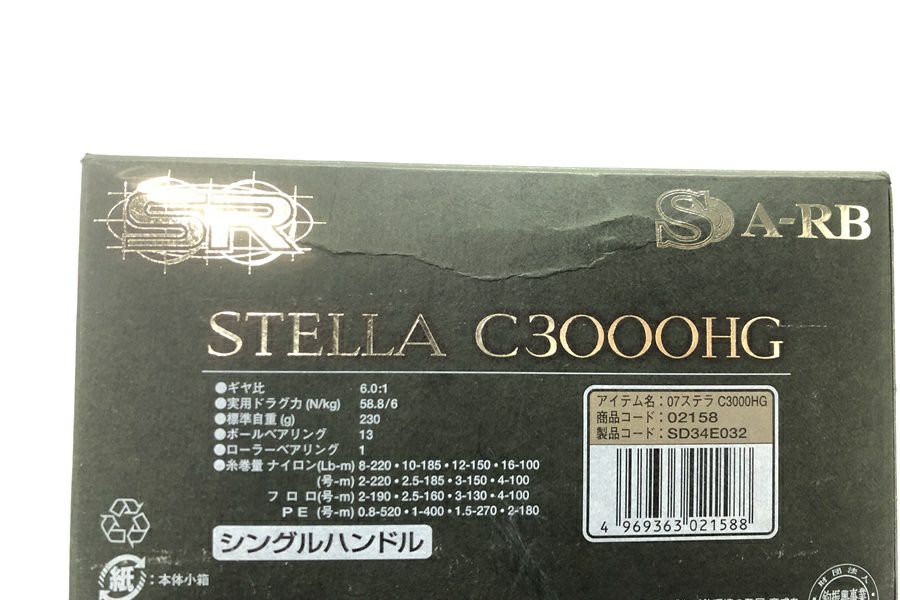 SR
S A-RB
STELLA C3000HG
●ギヤ比 6.0:1
●実用ドラグ力(N/kg) 58.8/6
●標準自重(g) 230
●ボールベアリング 13
●ローラーベアリング 1
●糸巻量 ナイロン(Lb-m) 8-220・10-185・12-150・16-100
(号-m) 2-220・2.5-185・3-150・4-100
フロロ(号-m) 2-190・2.5-160・3-130・4-100
PE (号-m) 0.8-520・1-400・1.5-270・2-180
シングルハンドル
アイテム名：07ステラ C3000HG
商品コード：02158
製品コード：SD34E032
4 969363 021588
紙：本体小箱
財団法人